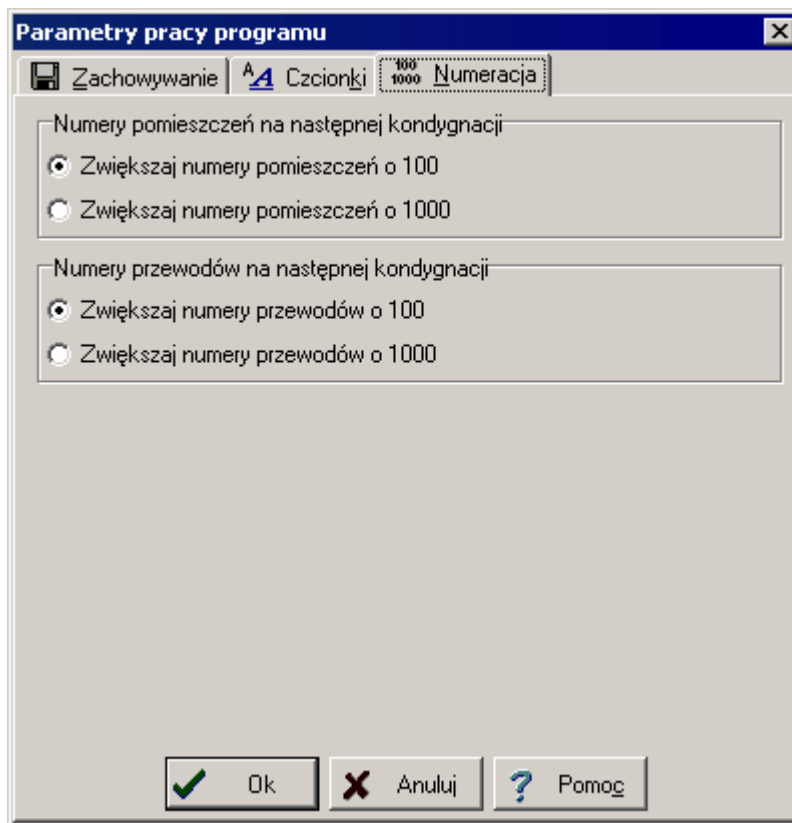 Parametry pracy programu
Zachowywanie AA Czcionki 100 1000 Numeracja
Numery pomieszczeń na następnej kondygnacji
Zwiększaj numery pomieszczeń o 100
Zwiększaj numery pomieszczeń o 1000
Numery przewodów na następnej kondygnacji
Zwiększaj numery przewodów o 100
Zwiększaj numery przewodów o 1000
Ok Anuluj ? Pomoc